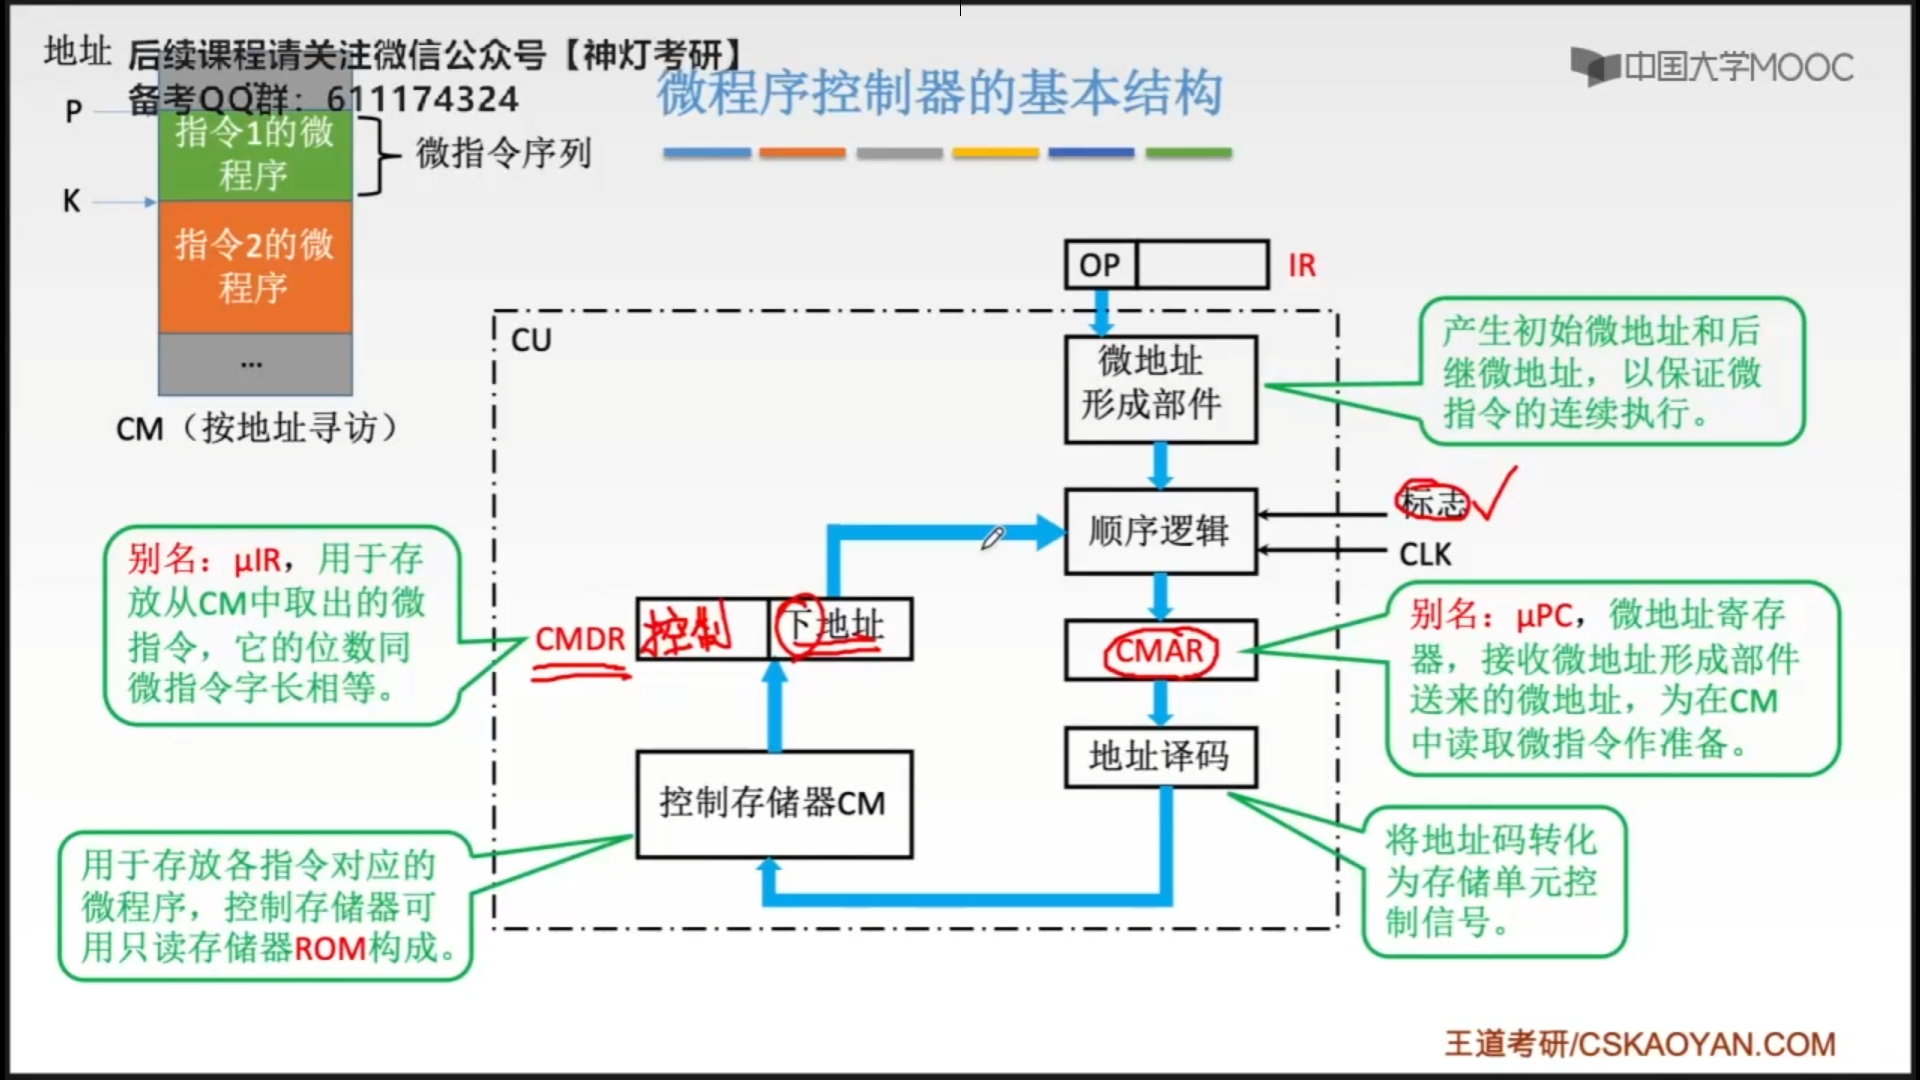 地址
后续课程请关注微信公众号【神灯考研】
备考QQ群：611174324
微程序控制器的基本结构
中国大学MOOC
P
指令1的微
程序
微指令序列
K
指令2的微
程序
...
CM（按地址寻访）
OP
IR
CU
微地址
形成部件
产生初始微地址和后
继微地址，以保证微
指令的连续执行。
顺序逻辑
标志
CLK
别名：μIR，用于存
放从CM中取出的微
指令，它的位数同
微指令字长相等。
CMDR
控制
下地址
CMAR
别名：μPC，微地址寄存
器，接收微地址形成部件
送来的微地址，为在CM
中读取微指令作准备。
地址译码
控制存储器CM
将地址码转化
为存储单元控
制信号。
用于存放各指令对应的
微程序，控制存储器可
用只读存储器ROM构成。
王道考研/CSKAOYAN.COM